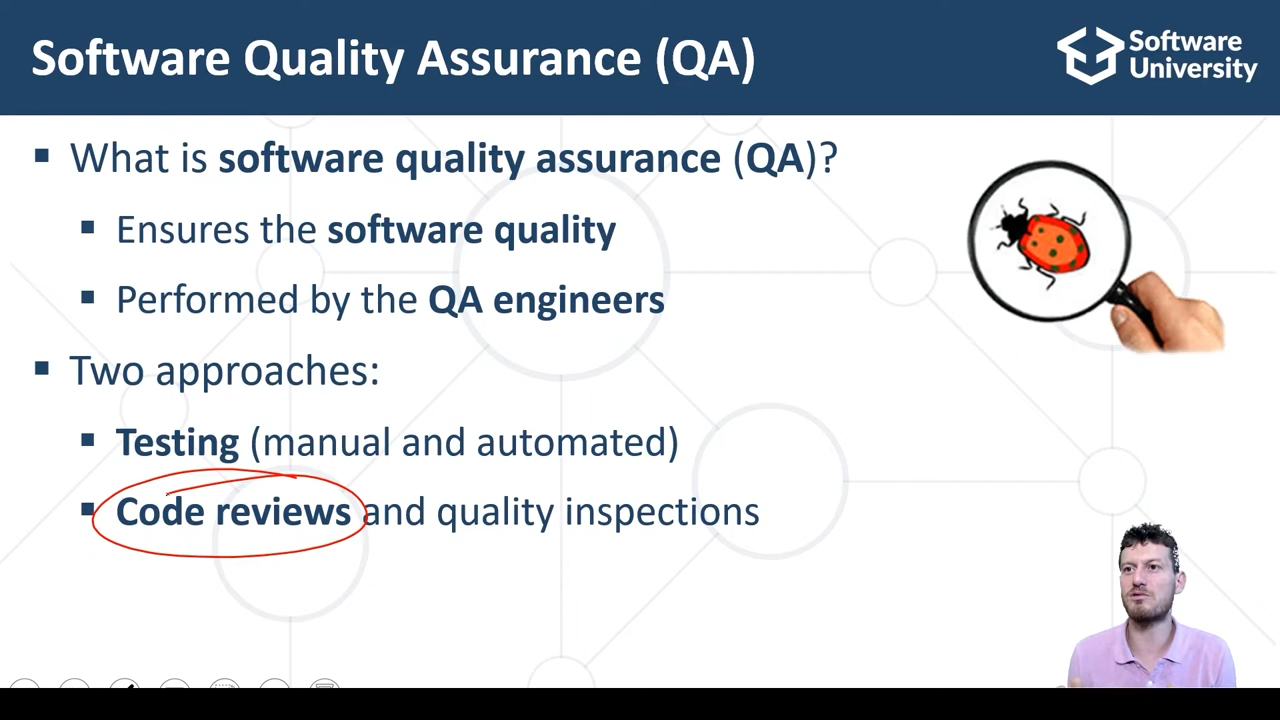 Software Quality Assurance (QA)
Software
University
▪ What is software quality assurance (QA)?
▪ Ensures the software quality
▪ Performed by the QA engineers
▪ Two approaches:
▪ Testing (manual and automated)
▪ Code reviews and quality inspections